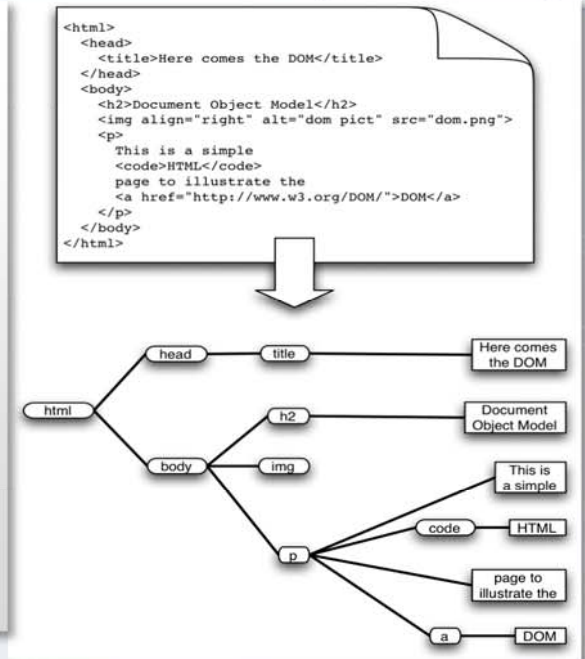 <html>
<head>
<title>Here comes the DOM</title>
</head>
<body>
<h2>Document Object Model</h2>
<img align="right" alt="dom pict" src="dom.png">
<p>
This is a simple
<code>HTML</code>
page to illustrate the
<a href="http://www.w3.org/DOM/">DOM</a>
</p>
</body>
</html>
html
head
title
Here comes
the DOM
body
h2
Document
Object Model
img
p
This is
a simple
code
HTML
page to
illustrate the
a
DOM